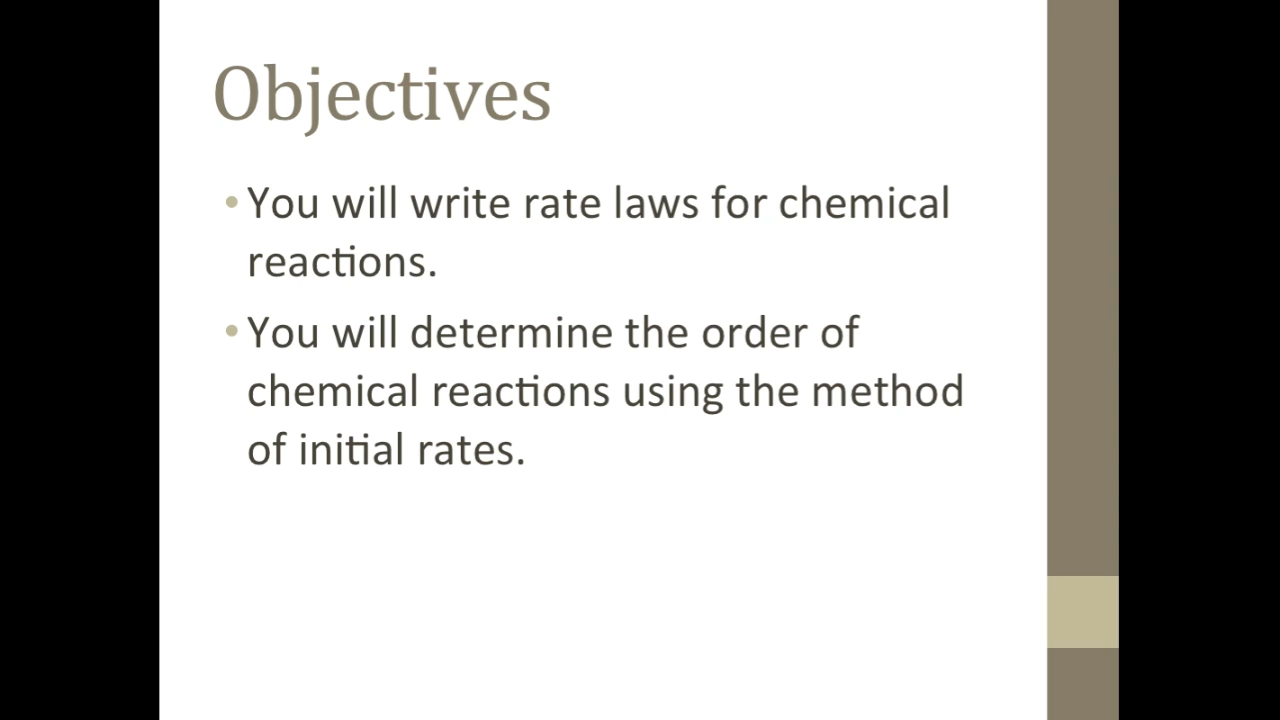 Objectives
• You will write rate laws for chemical
reactions.
• You will determine the order of
chemical reactions using the method
of initial rates.